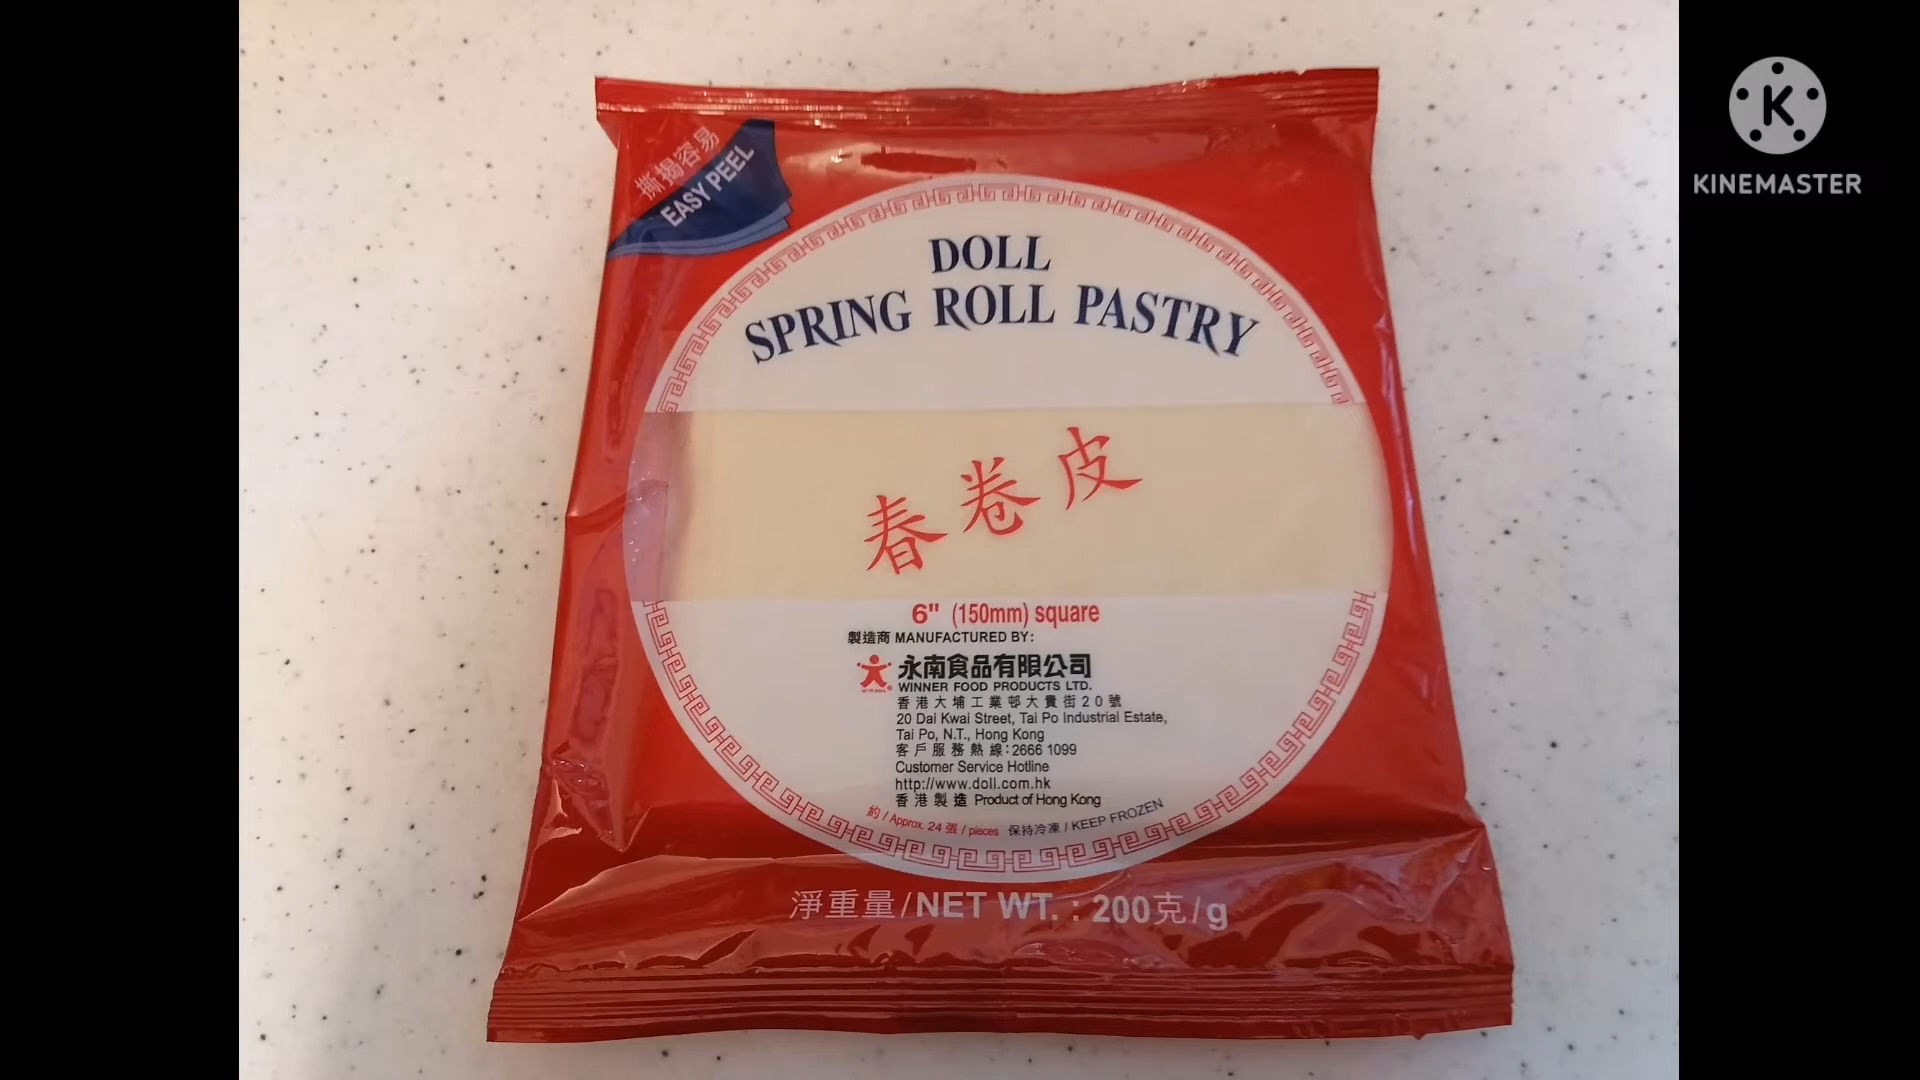 撕揭容易
EASY PEEL
DOLL
SPRING ROLL PASTRY
春卷皮
6" (150mm) square
製造商 MANUFACTURED BY:
永南食品有限公司
WINNER FOOD PRODUCTS LTD.
香港大埔工業邨大貴街20號
20 Dai Kwai Street, Tai Po Industrial Estate,
Tai Po, N.T., Hong Kong
客戶服務熱線:2666 1099
Customer Service Hotline
http://www.doll.com.hk
香港製造 Product of Hong Kong
約 / Approx. 24 張 / pieces 保持冷凍 / KEEP FROZEN
淨重量/NET WT. : 200克/g
K
KINEMASTER